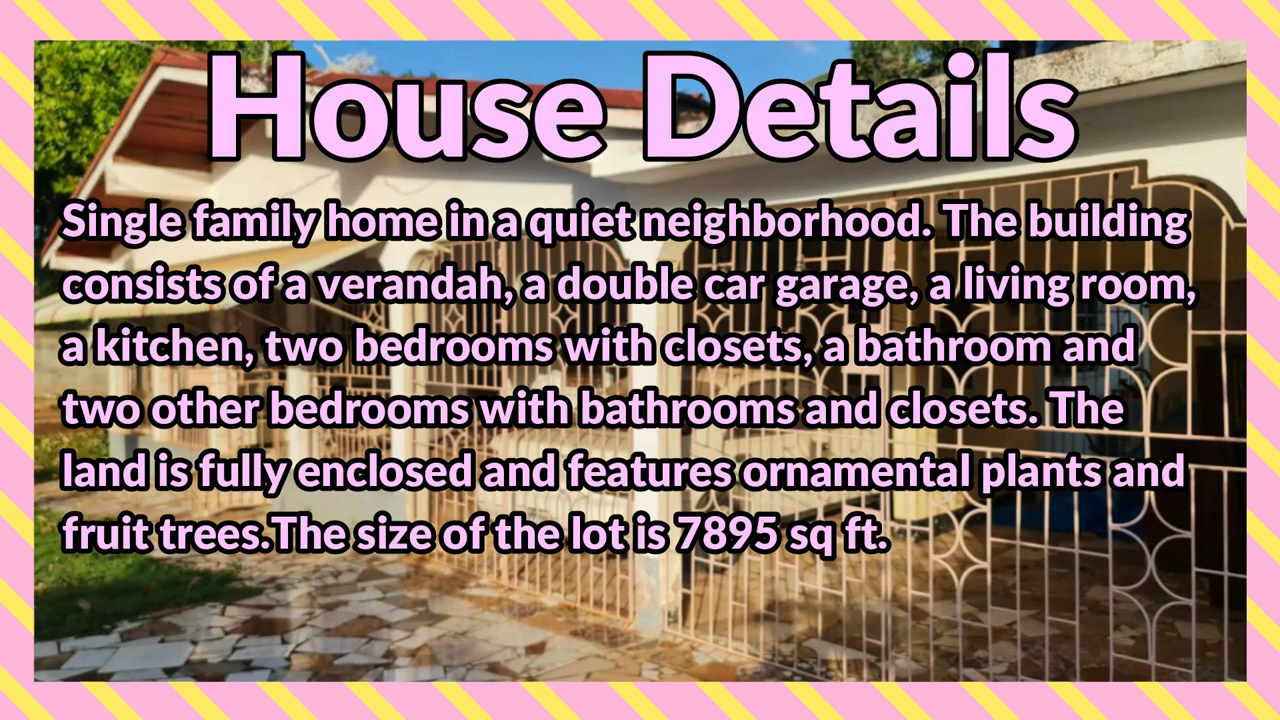 House Details
Single family home in a quiet neighborhood. The building
consists of a verandah, a double car garage, a living room,
a kitchen, two bedrooms with closets, a bathroom and
two other bedrooms with bathrooms and closets. The
land is fully enclosed and features ornamental plants and
fruit trees.The size of the lot is 7895 sq ft.